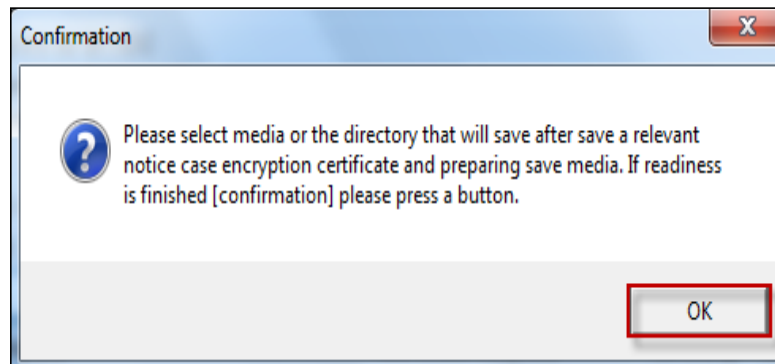 Confirmation
X
Please select media or the directory that will save after save a relevant
notice case encryption certificate and preparing save media. If readiness
is finished [confirmation] please press a button.
OK